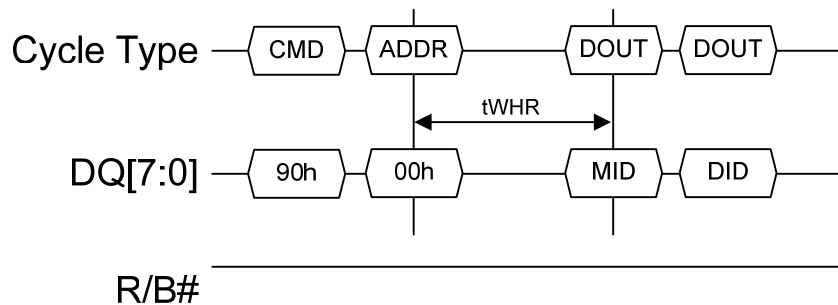 Cycle Type CMD ADDR DOUT DOUT
tWHR
DQ[7:0] 90h 00h MID DID
R/B#